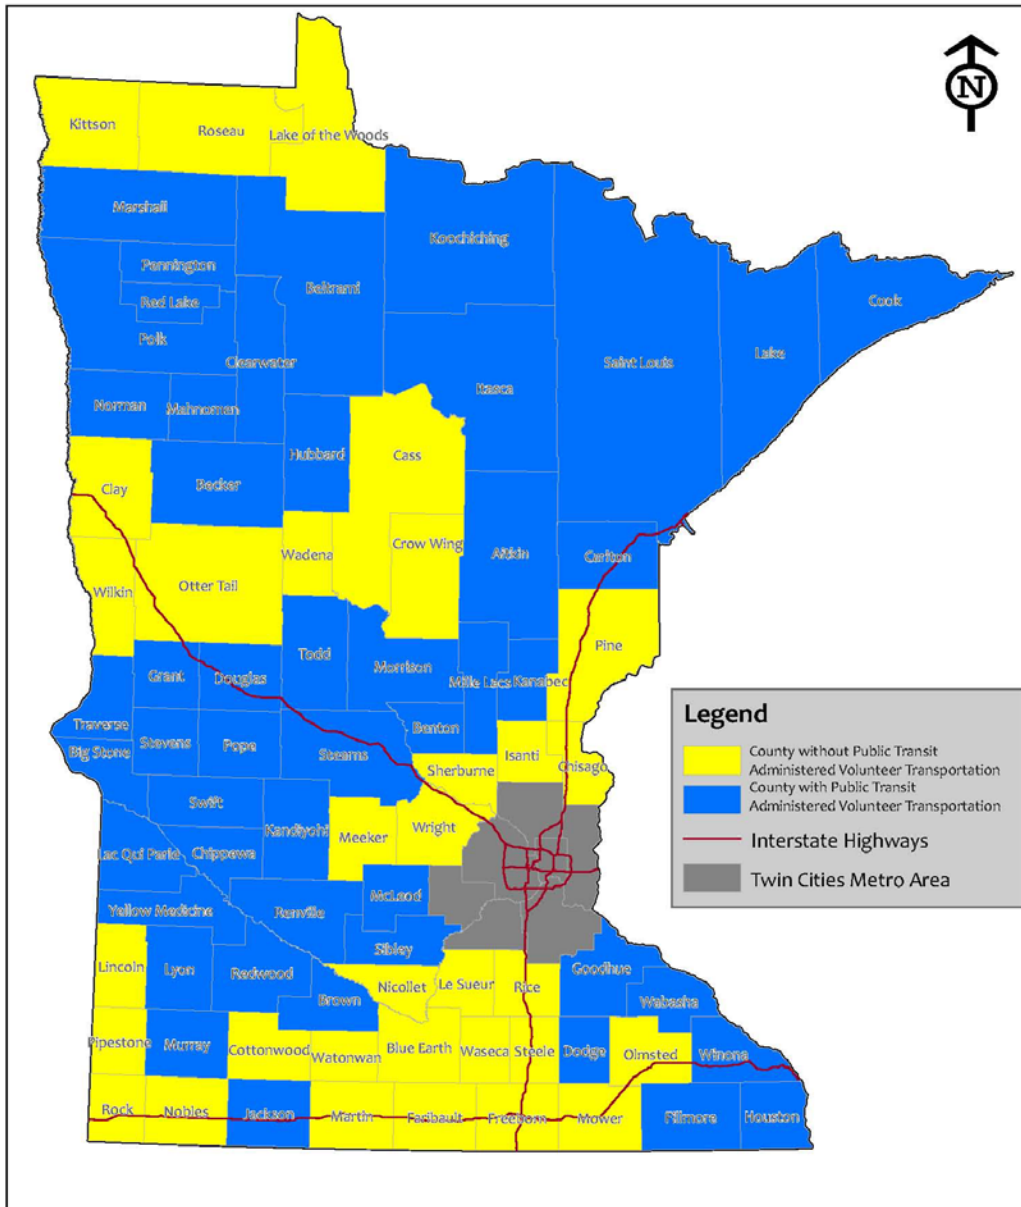 N
Kittson
Roseau
Lake of the Woods
Marshall
Koochiching
Pennington
Beltrami
Red Lake
Cook
Polk
Clearwater
Saint Louis
Lake
Itasca
Norman
Mahnomen
Hubbard
Cass
Clay
Becker
Wadena
Crow Wing
Aitkin
Carlton
Wilkin
Otter Tail
Pine
Todd
Morrison
Grant
Douglas
Mille Lacs
Kanabec
Traverse
Benton
Big Stone
Stevens
Pope
Stearns
Isanti
Sherburne
Chisago
Swift
Kandiyohi
Meeker
Wright
Lac Qui Parle
Chippewa
McLeod
Yellow Medicine
Renville
Sibley
Lincoln
Lyon
Redwood
Brown
Nicollet
Le Sueur
Rice
Goodhue
Wabasha
Pipestone
Murray
Cottonwood
Watonwan
Blue Earth
Waseca
Steele
Dodge
Olmsted
Winona
Rock
Nobles
Jackson
Martin
Faribault
Freeborn
Mower
Fillmore
Houston
Legend
County without Public Transit
Administered Volunteer Transportation
County with Public Transit
Administered Volunteer Transportation
Interstate Highways
Twin Cities Metro Area